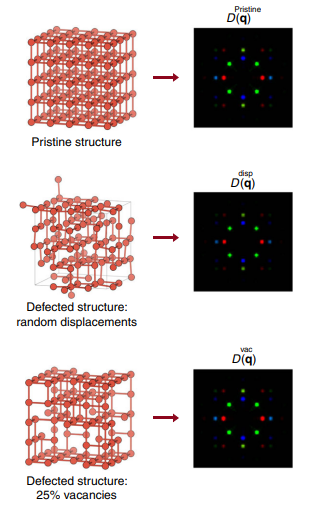 Pristine
D(q)
Pristine structure
disp
D(q)
Defected structure:
random displacements
vac
D(q)
Defected structure:
25% vacancies